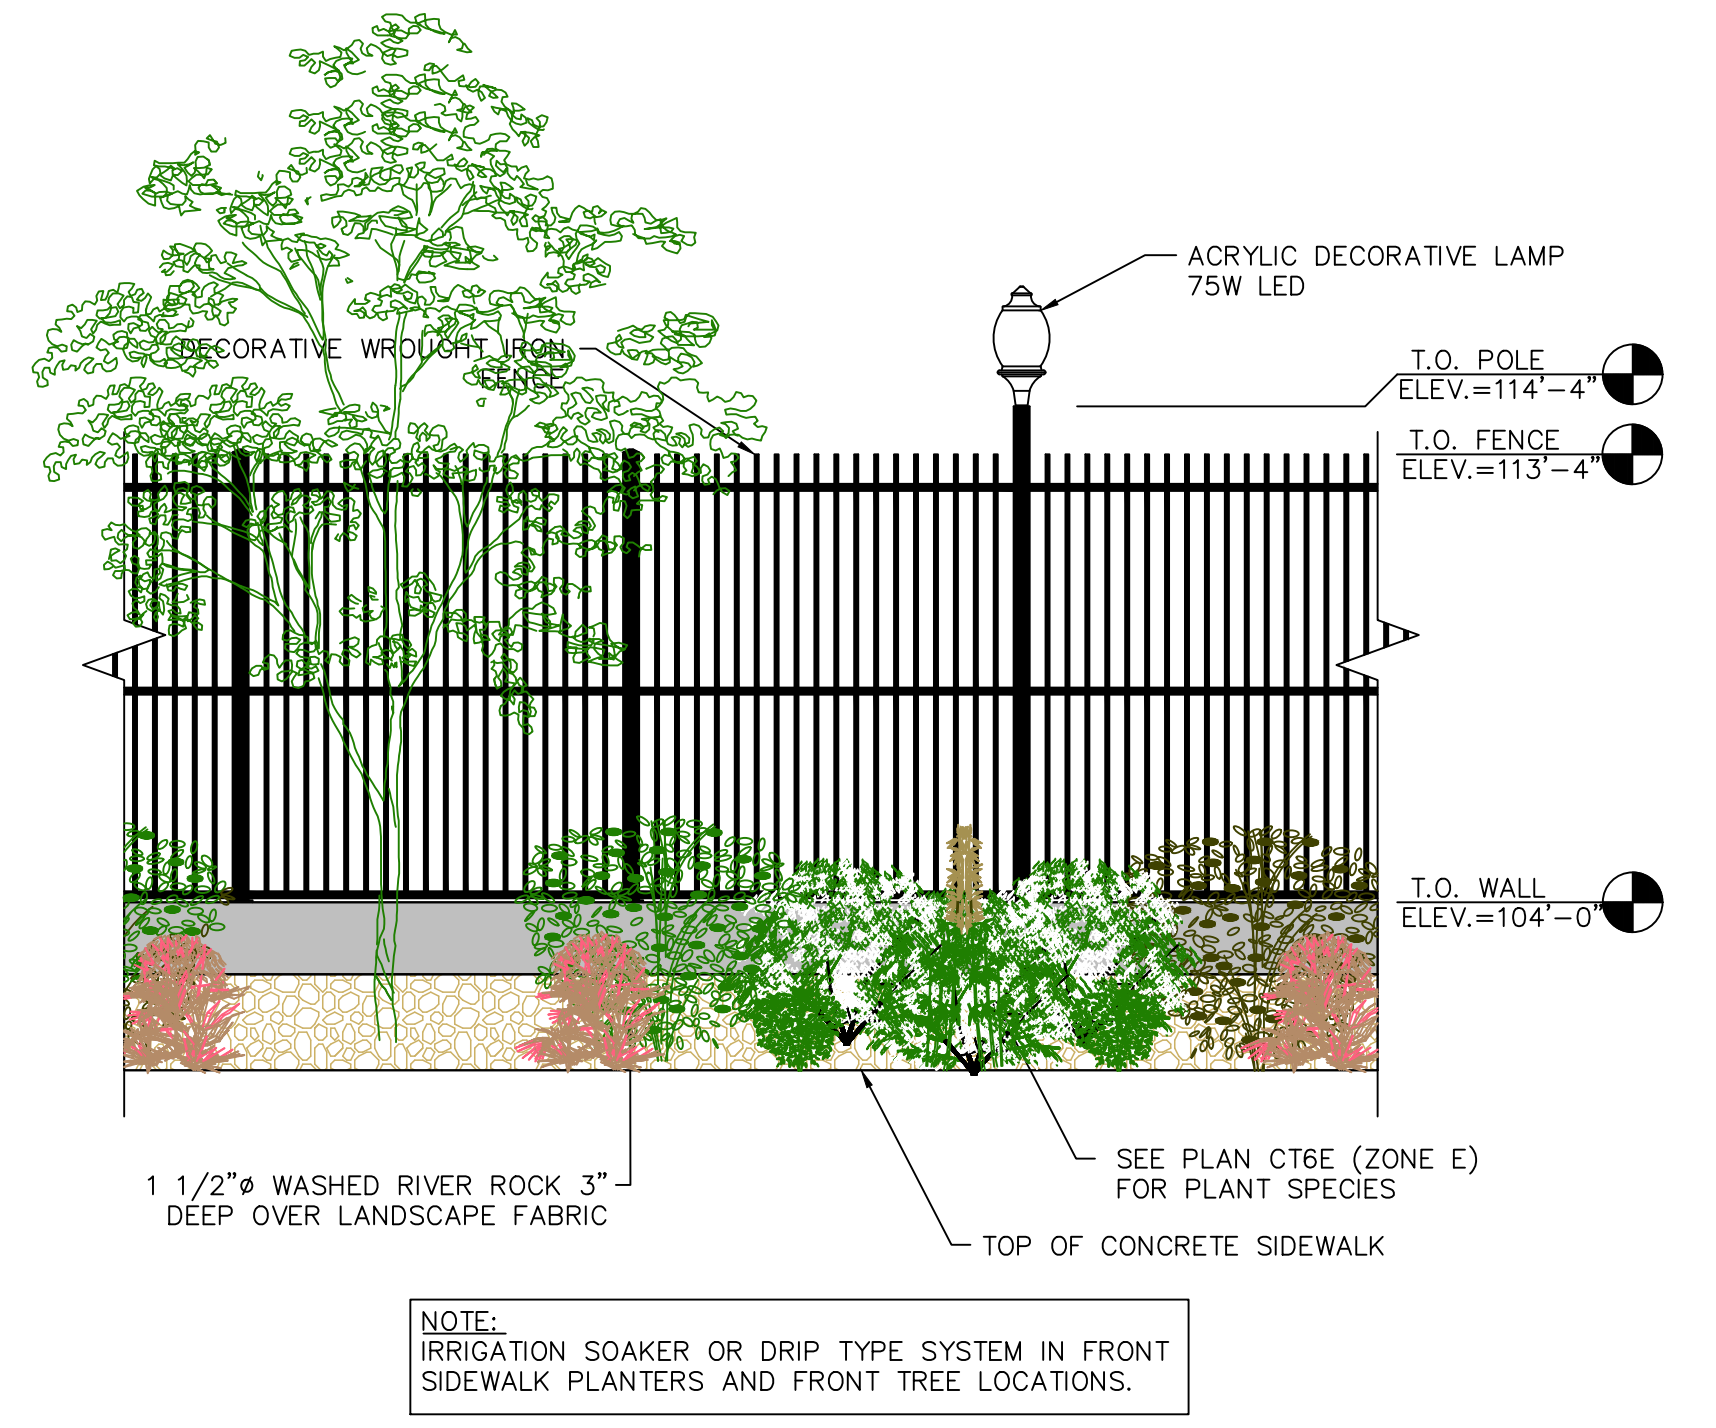 ACRYLIC DECORATIVE LAMP
75W LED
DECORATIVE WROUGHT IRON
FENCE
T.O. POLE
ELEV.=114'-4"
T.O. FENCE
ELEV.=113'-4"
T.O. WALL
ELEV.=104'-0"
1 1/2"ø WASHED RIVER ROCK 3"
DEEP OVER LANDSCAPE FABRIC
SEE PLAN CT6E (ZONE E)
FOR PLANT SPECIES
TOP OF CONCRETE SIDEWALK
NOTE:
IRRIGATION SOAKER OR DRIP TYPE SYSTEM IN FRONT
SIDEWALK PLANTERS AND FRONT TREE LOCATIONS.